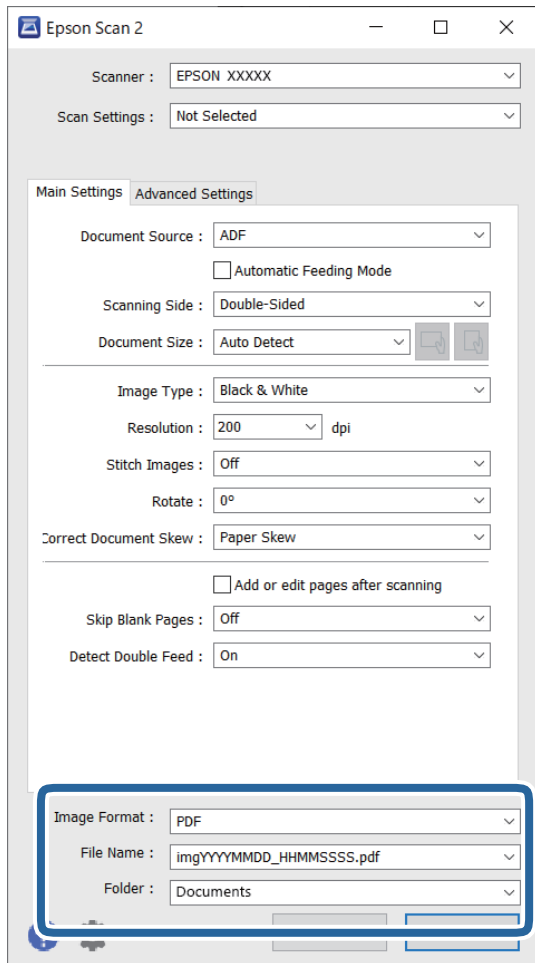 Epson Scan 2
Scanner : EPSON XXXXX
Scan Settings : Not Selected
Main Settings Advanced Settings
Document Source : ADF
Automatic Feeding Mode
Scanning Side : Double-Sided
Document Size : Auto Detect
Image Type : Black & White
Resolution : 200 dpi
Stitch Images : Off
Rotate : 0°
Correct Document Skew : Paper Skew
Add or edit pages after scanning
Skip Blank Pages : Off
Detect Double Feed : On
Image Format : PDF
File Name : imgYYYYMMDD_HHMMSSSS.pdf
Folder : Documents